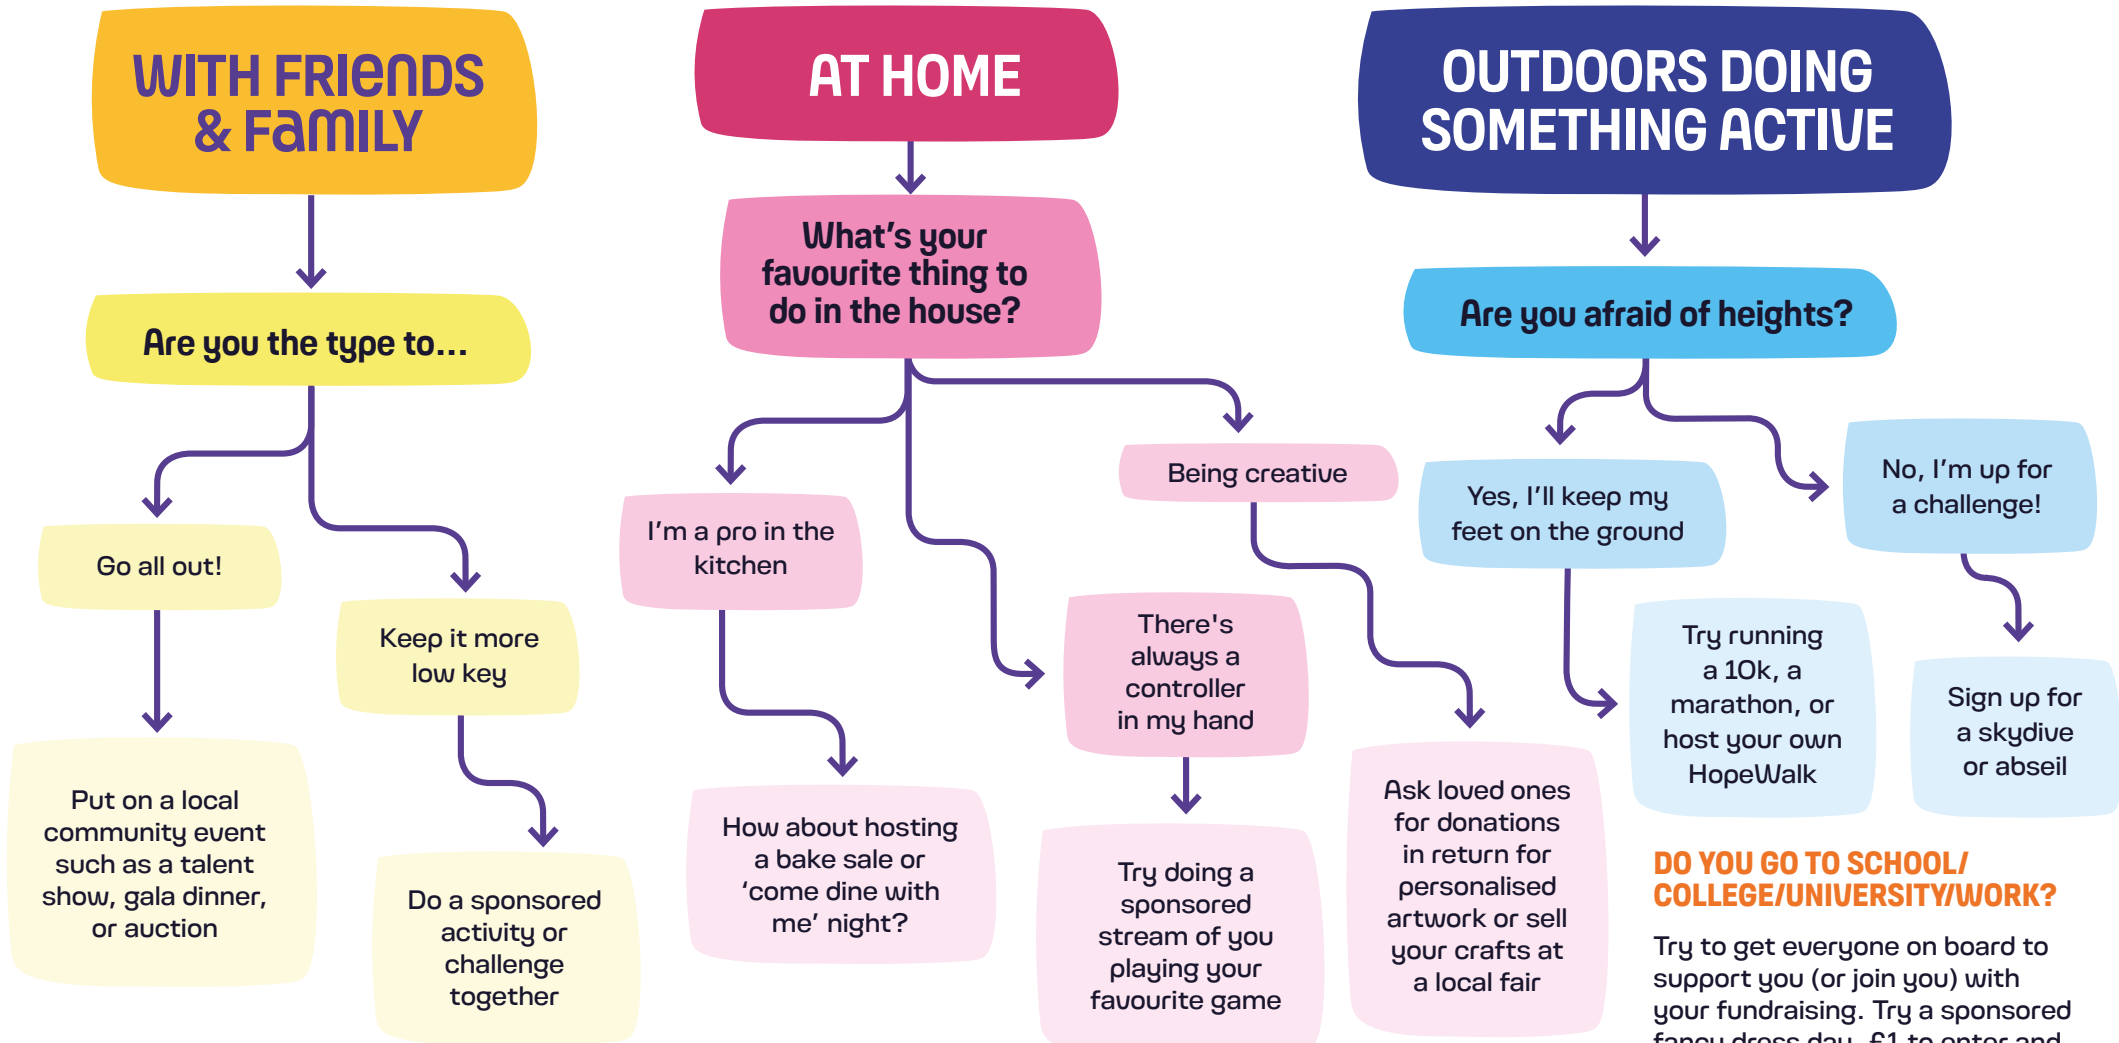 WITH FRIeNDS
& FaMILY
Are you the type to...
Go all out!
Put on a local
community event
such as a talent
show, gala dinner,
or auction
Keep it more
low key
Do a sponsored
activity or
challenge
together
AT HOME
What's your
favourite thing to
do in the house?
I'm a pro in the
kitchen
How about hosting
a bake sale or
‘come dine with
me’ night?
There's
always a
controller
in my hand
Try doing a
sponsored
stream of you
playing your
favourite game
Being creative
Ask loved ones
for donations
in return for
personalised
artwork or sell
your crafts at
a local fair
OUTDOORS DOING
SOMETHING ACTIVE
Are you afraid of heights?
Yes, I'll keep my
feet on the ground
Try running
a 10k, a
marathon, or
host your own
HopeWalk
No, I'm up for
a challenge!
Sign up for
a skydive
or abseil
DO YOU GO TO SCHOOL/
COLLEGE/UNIVERSITY/WORK?
Try to get everyone on board to
support you (or join you) with
your fundraising. Try a sponsored
fancy dress day, £1 to enter and